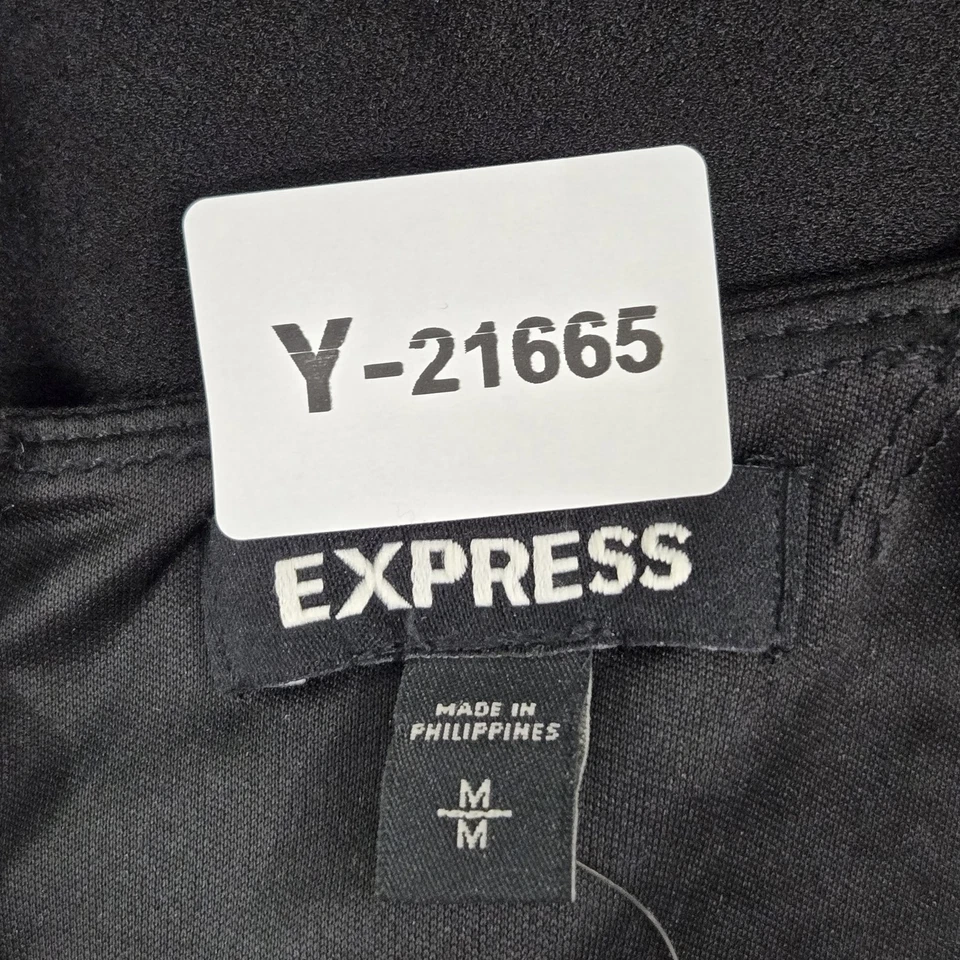 Y-21665
EXPRESS
MADE IN
PHILIPPINES
M
M